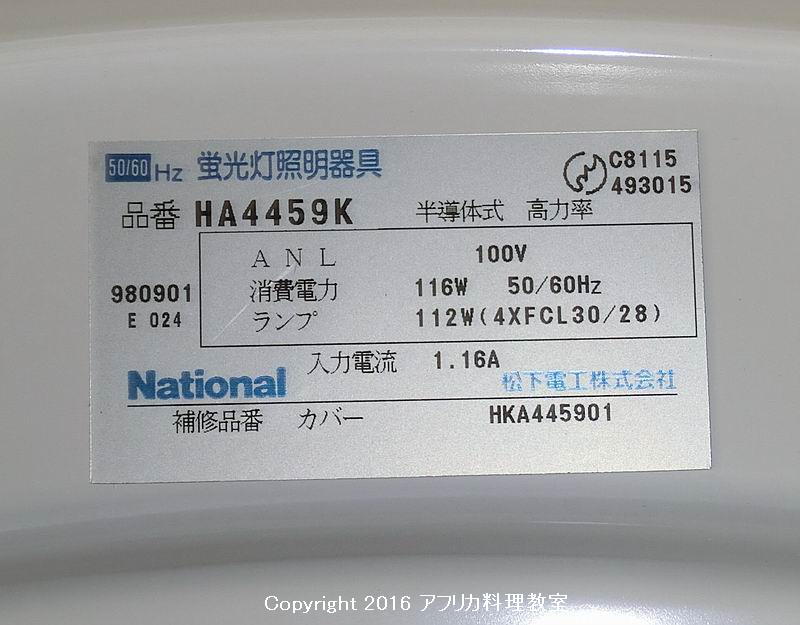 50/60 Hz 蛍光灯照明器具 C8115
493015
品番 HA4459K 半導体式 高力率
ANL 100V
980901 消費電力 116W 50/60Hz
E 024 ランプ 112W(4XFCL30/28)
入力電流 1.16A
National 松下電工株式会社
補修品番 カバー HKA445901
Copyright 2016 アフリカ料理教室